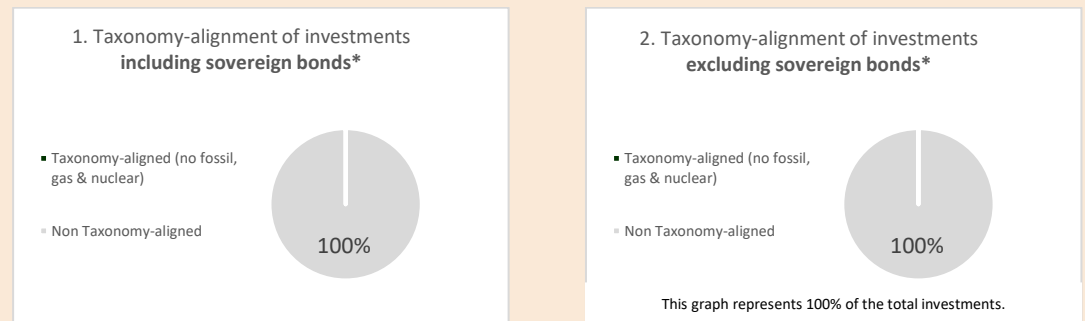 1. Taxonomy-alignment of investments
including sovereign bonds*
Taxonomy-aligned (no fossil,
gas & nuclear)
Non Taxonomy-aligned
100%
2. Taxonomy-alignment of investments
excluding sovereign bonds*
Taxonomy-aligned (no fossil,
gas & nuclear)
Non Taxonomy-aligned
100%
This graph represents 100% of the total investments.